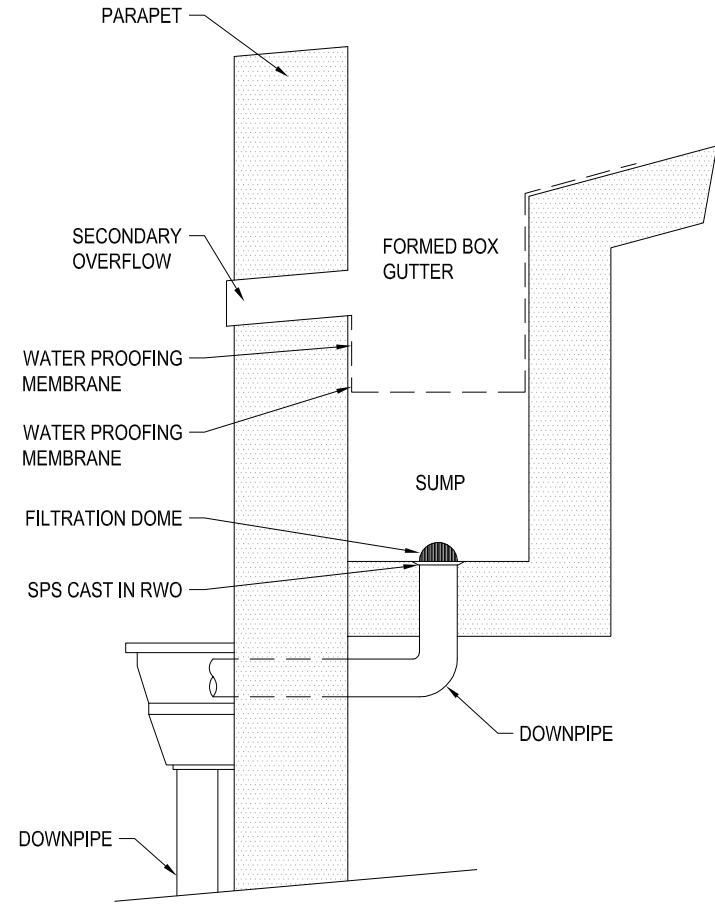 PARAPET
SECONDARY
OVERFLOW
FORMED BOX
GUTTER
WATER PROOFING
MEMBRANE
WATER PROOFING
MEMBRANE
SUMP
FILTRATION DOME
SPS CAST IN RWO
DOWNPIPE
DOWNPIPE